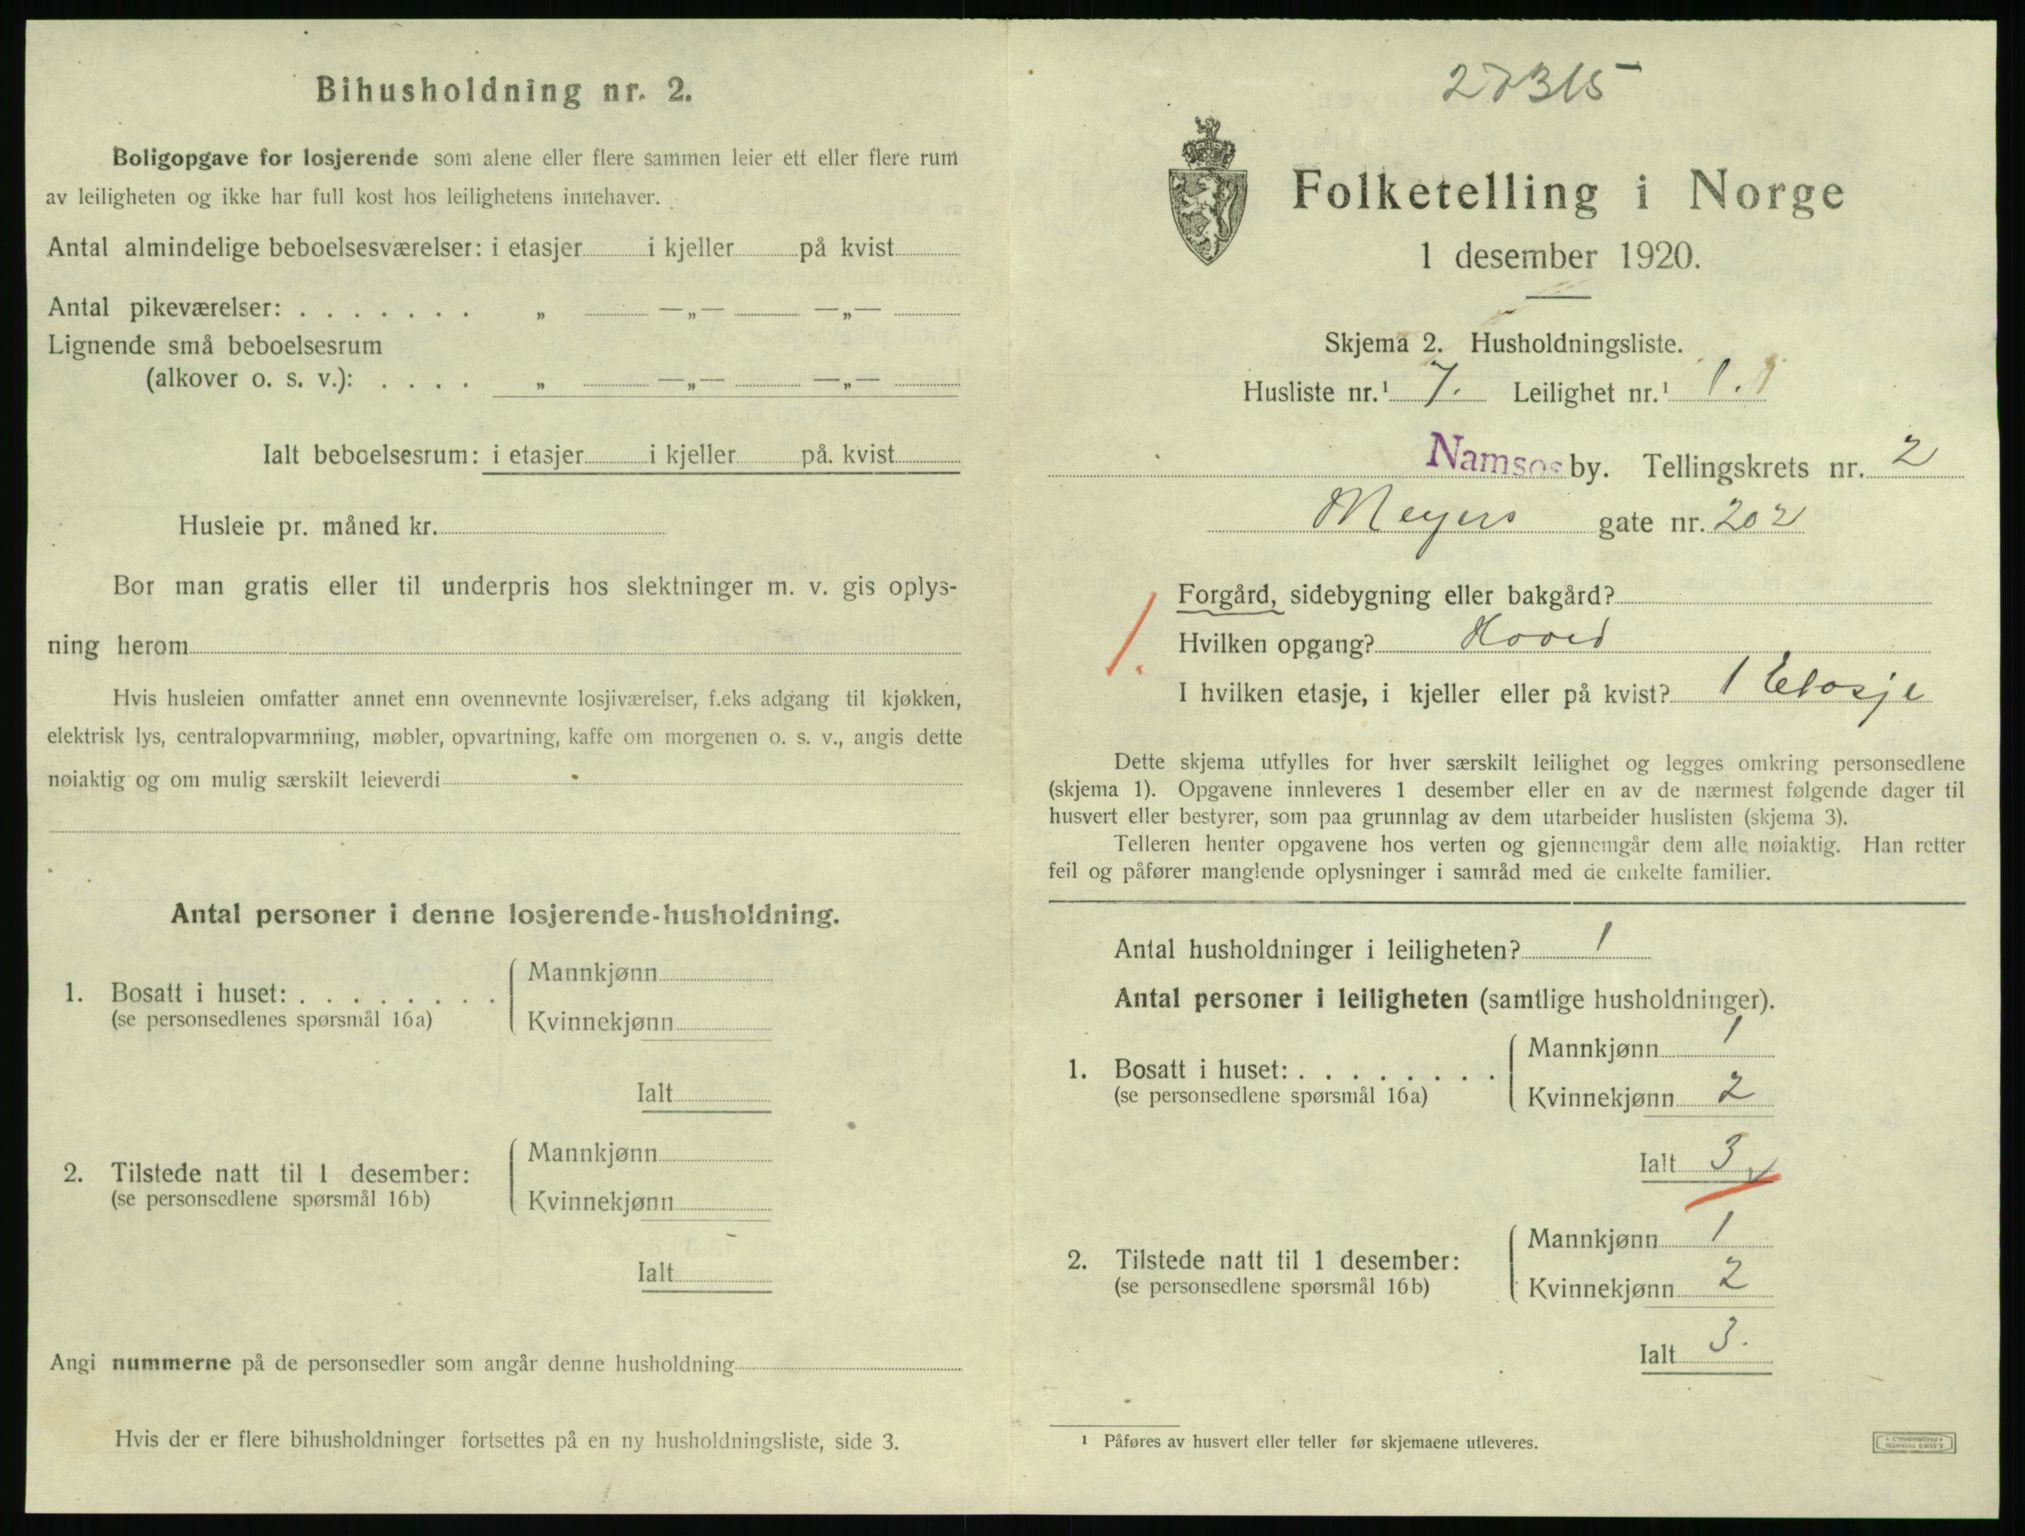 Bihusholdning nr. 2.
Boligopgave for losjerende som alene eller flere sammen leier ett eller flere rum
av leiligheten og ikke har full kost hos leilighetens innehaver.
Antal almindelige beboelsesværelser: i etasjer i kjeller på kvist
Antal pikeværelser: . . . . . . . „ —„— —„—
Lignende små beboelsesrum
(alkover o. s. v.): . . . . „ —„— —„—
Ialt beboelsesrum: i etasjer i kjeller på. kvist
Husleie pr. måned kr.
Bor man gratis eller til underpris hos slektninger m. v. gis oplys-
ning herom
Hvis husleien omfatter annet enn ovennevnte losjiværelser, f.eks adgang til kjøkken,
elektrisk lys, centralopvarmning, møbler, opvartning, kaffe om morgenen o. s. v., angis dette
nøiaktig og om mulig særskilt leieverdi
Antal personer i denne losjerende-husholdning.
1. Bosatt i huset: . . . . . . . . Mannkjønn
(se personsedlenes spørsmål 16a) Kvinnekjønn
Ialt
2. Tilstede natt til 1 desember: Mannkjønn
(se personsedlene spørsmål 16b) Kvinnekjønn
Ialt
Angi nummerne på de personsedler som angår denne husholdning
Hvis der er flere bihusholdninger fortsettes på en ny husholdningsliste, side 3.
27315
Folketelling i Norge
1 desember 1920.
Skjema 2. Husholdningsliste.
Husliste nr.¹ 7. Leilighet nr.¹ 1. 1
Namsos by. Tellingskrets nr. 2
Meyers gate nr. 202
Forgård, sidebygning eller bakgård?
Hvilken opgang? Hoved
I hvilken etasje, i kjeller eller på kvist? 1 Etasje
Dette skjema utfylles for hver særskilt leilighet og legges omkring personsedlene
(skjema 1). Opgavene innleveres 1 desember eller en av de nærmest følgende dager til
husvert eller bestyrer, som paa grunnlag av dem utarbeider huslisten (skjema 3).
Telleren henter opgavene hos verten og gjennemgår dem alle nøiaktig. Han retter
feil og påfører manglende oplysninger i samråd med de enkelte familier.
Antal husholdninger i leiligheten? 1
Antal personer i leiligheten (samtlige husholdninger).
1. Bosatt i huset: . . . . . . . . Mannkjønn 1
(se personsedlene spørsmål 16a) Kvinnekjønn 2
Ialt 3
2. Tilstede natt til 1 desember: Mannkjønn 1
(se personsedlene spørsmål 16b) Kvinnekjønn 2
Ialt 3.
¹ Påføres av husvert eller teller før skjemaene utleveres.